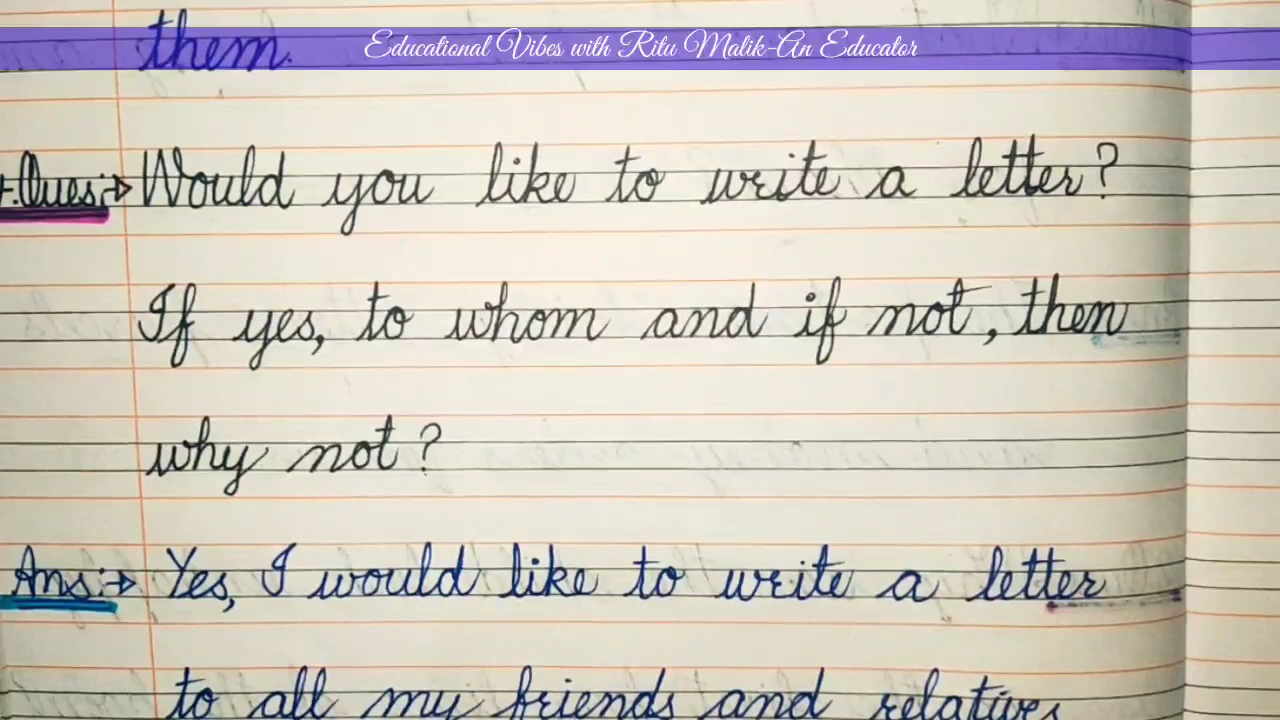 Educational Vibes with Ritu Malik-An Educator
them.
Ques:→ Would you like to write a letter?
If yes, to whom and if not, then
why not?
Ans:→ Yes, I would like to write a letter
to all my friends and relatives